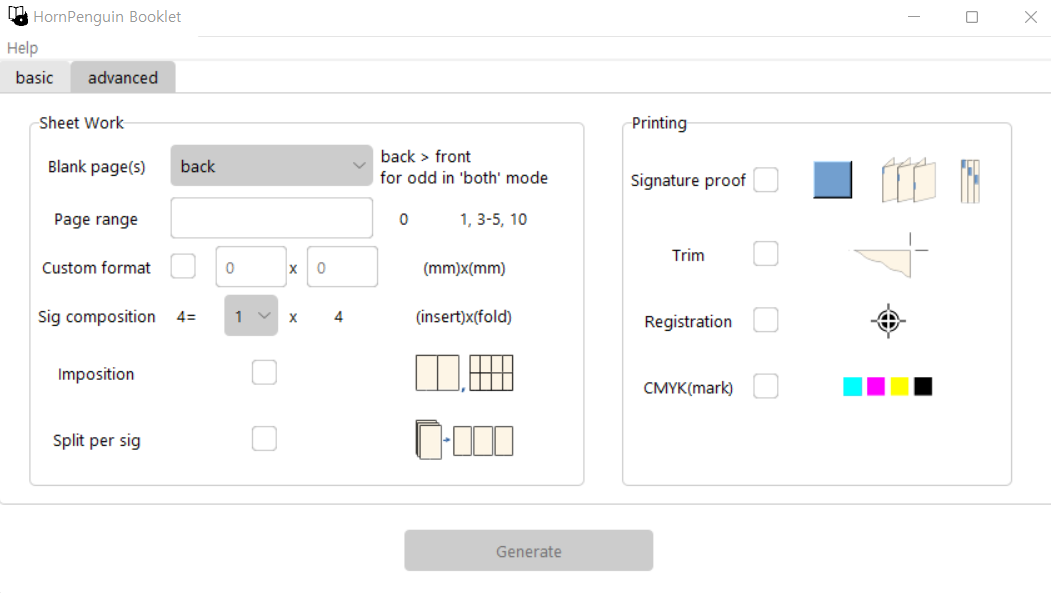 HornPenguin Booklet
Help
basic
advanced
Sheet Work
Blank page(s)
back
back > front
for odd in 'both' mode
Page range
0
1, 3-5, 10
Custom format
0
x
0
(mm)x(mm)
Sig composition
4=
1
x
4
(insert)x(fold)
Imposition
,
Split per sig
Printing
Signature proof
Trim
Registration
CMYK(mark)
Generate